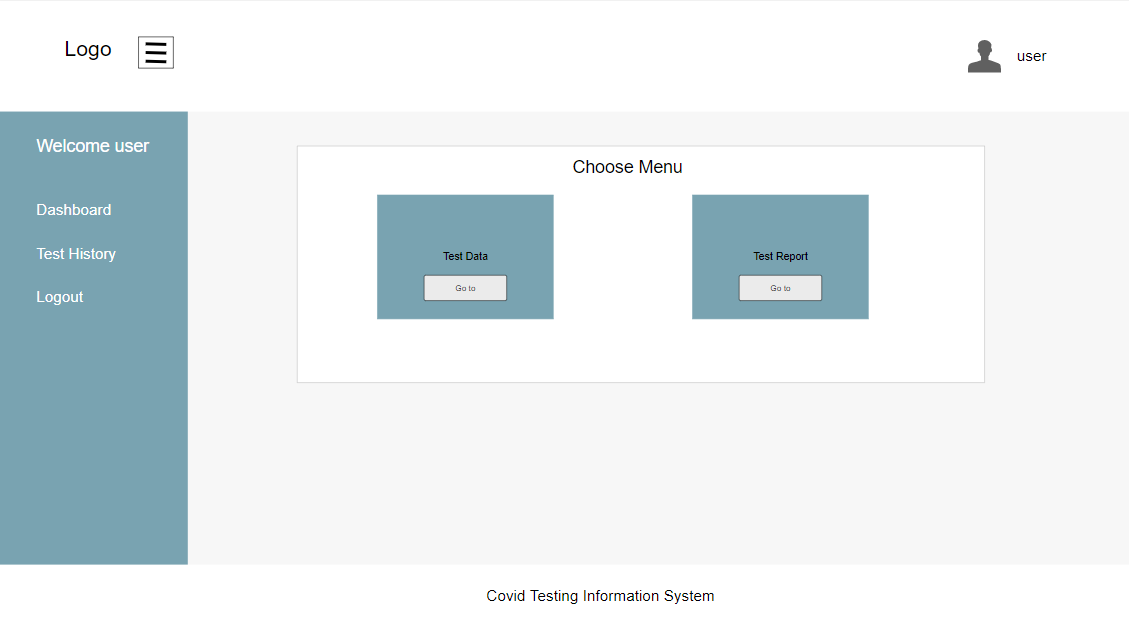 Logo
user
Welcome user
Dashboard
Test History
Logout
Choose Menu
Test Data
Go to
Test Report
Go to
Covid Testing Information System